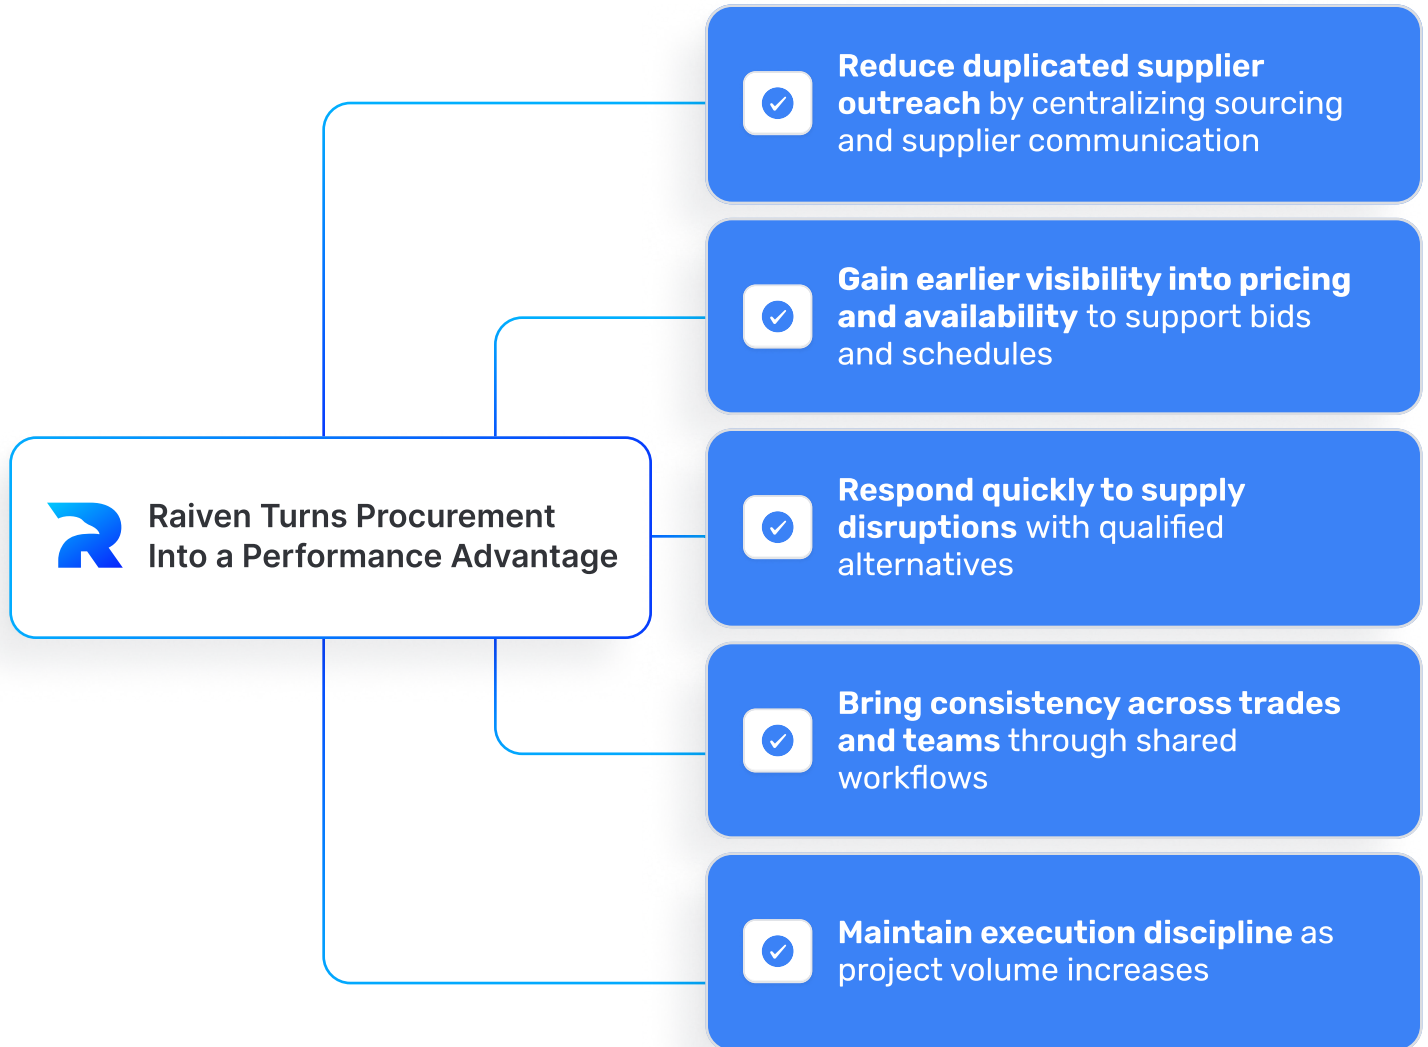 Reduce duplicated supplier
outreach by centralizing sourcing
and supplier communication
Gain earlier visibility into pricing
and availability to support bids
and schedules
Raiven Turns Procurement
Into a Performance Advantage
Respond quickly to supply
disruptions with qualified
alternatives
Bring consistency across trades
and teams through shared
workflows
Maintain execution discipline as
project volume increases